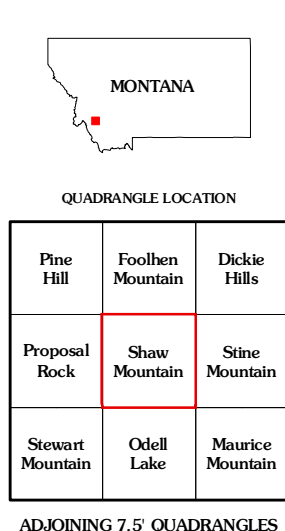 MONTANA
QUADRANGLE LOCATION
Pine Foolhen Dickie
Hill Mountain Hills
Proposal Shaw Stine
Rock Mountain Mountain
Stewart Odell Maurice
Mountain Lake Mountain
ADJOINING 7.5' QUADRANGLES